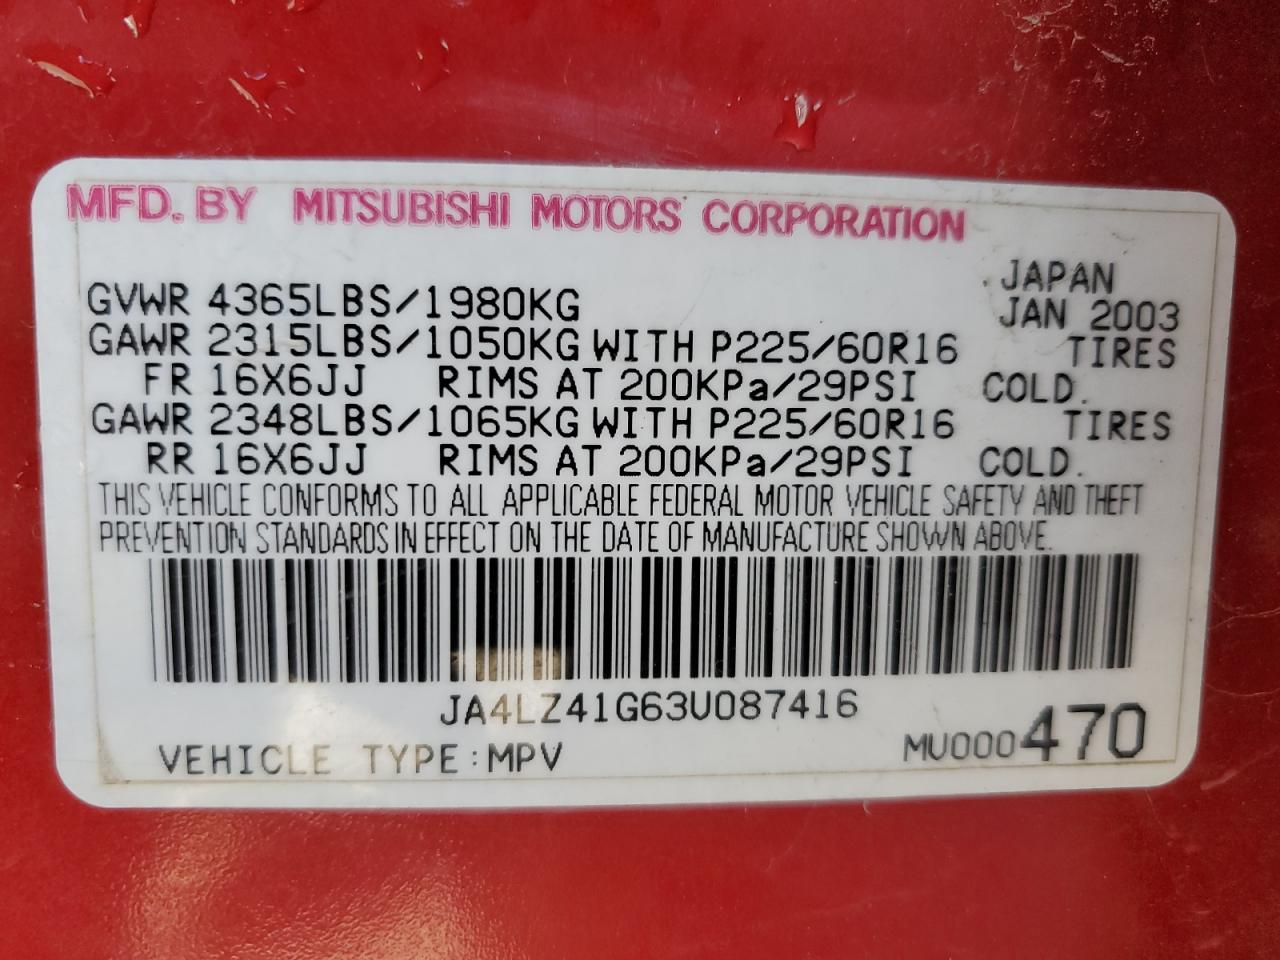 MFD. BY MITSUBISHI MOTORS CORPORATION
JAPAN
GVWR 4365LBS/1980KG JAN 2003
GAWR 2315LBS/1050KG WITH P225/60R16 TIRES
FR 16X6JJ RIMS AT 200KPa/29PSI COLD.
GAWR 2348LBS/1065KG WITH P225/60R16 TIRES
RR 16X6JJ RIMS AT 200KPa/29PSI COLD.
THIS VEHICLE CONFORMS TO ALL APPLICABLE FEDERAL MOTOR VEHICLE SAFETY AND THEFT
PREVENTION STANDARDS IN EFFECT ON THE DATE OF MANUFACTURE SHOWN ABOVE.
JA4LZ41G63U087416
VEHICLE TYPE:MPV MU000470